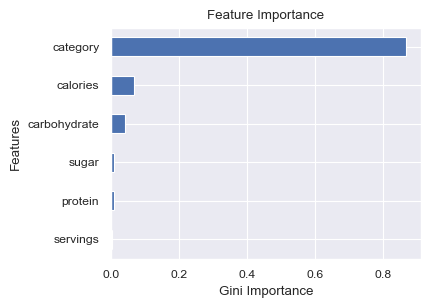 Feature Importance
category
calories
carbohydrate
sugar
protein
servings
Features
0.0 0.2 0.4 0.6 0.8
Gini Importance